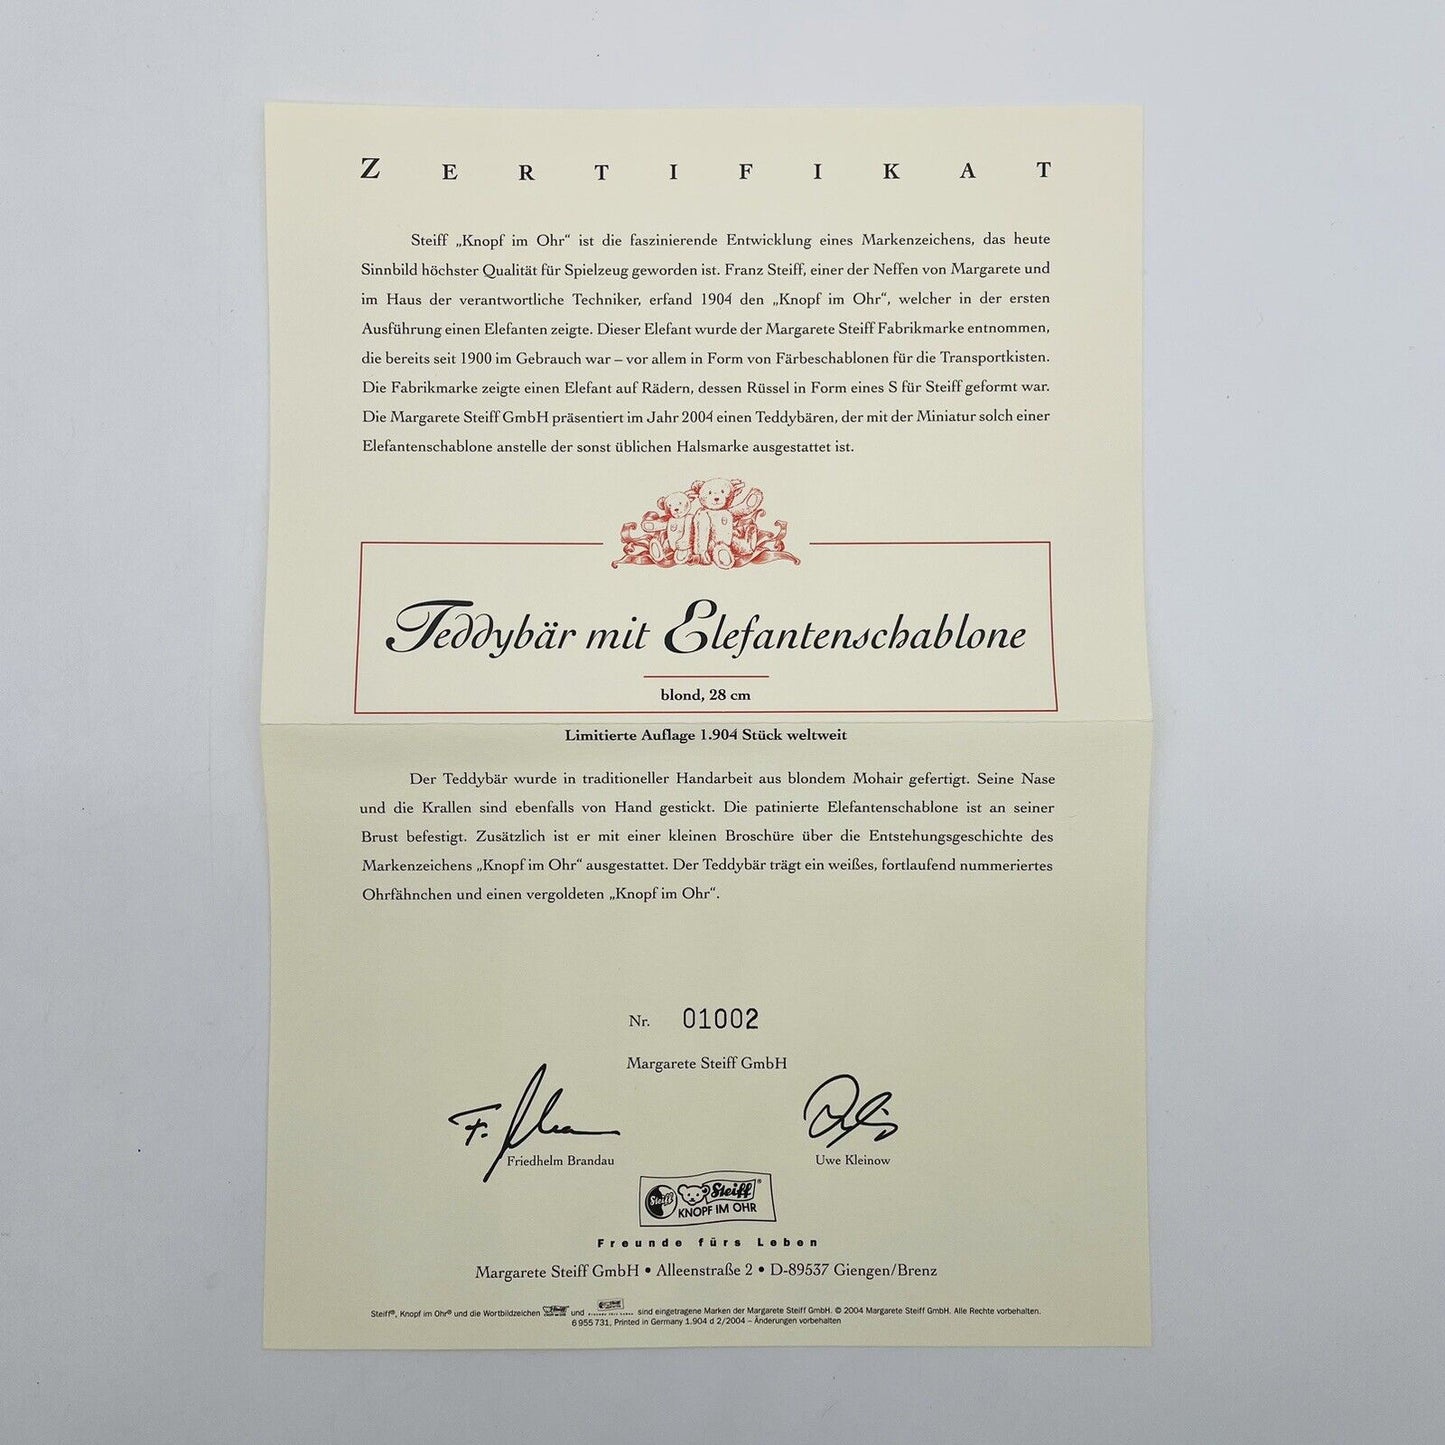 ZERTIFIKAT
Steiff „Knopf im Ohr“ ist die faszinierende Entwicklung eines Markenzeichens, das heute
Sinnbild höchster Qualität für Spielzeug geworden ist. Franz Steiff, einer der Neffen von Margarete und
im Haus der verantwortliche Techniker, erfand 1904 den „Knopf im Ohr“, welcher in der ersten
Ausführung einen Elefanten zeigte. Dieser Elefant wurde der Margarete Steiff Fabrikmarke entnommen,
die bereits seit 1900 im Gebrauch war – vor allem in Form von Färbeschablonen für die Transportkisten.
Die Fabrikmarke zeigte einen Elefant auf Rädern, dessen Rüssel in Form eines S für Steiff geformt war.
Die Margarete Steiff GmbH präsentiert im Jahr 2004 einen Teddybären, der mit der Miniatur solch einer
Elefantenschablone anstelle der sonst üblichen Halsmarke ausgestattet ist.
Teddybär mit Elefantenschablone
blond, 28 cm
Limitierte Auflage 1.904 Stück weltweit
Der Teddybär wurde in traditioneller Handarbeit aus blondem Mohair gefertigt. Seine Nase
und die Krallen sind ebenfalls von Hand gestickt. Die patinierte Elefantenschablone ist an seiner
Brust befestigt. Zusätzlich ist er mit einer kleinen Broschüre über die Entstehungsgeschichte des
Markenzeichens „Knopf im Ohr“ ausgestattet. Der Teddybär trägt ein weißes, fortlaufend nummeriertes
Ohrfähnchen und einen vergoldeten „Knopf im Ohr“.
Nr. 01002
Margarete Steiff GmbH
Friedhelm Brandau
Uwe Kleinow
Steiff Steiff®
KNOPF IM OHR
Freunde fürs Leben
Margarete Steiff GmbH • Alleenstraße 2 • D-89537 Giengen/Brenz
Steiff®, Knopf im Ohr® und die Wortbildzeichen und sind eingetragene Marken der Margarete Steiff GmbH. © 2004 Margarete Steiff GmbH. Alle Rechte vorbehalten.
6 955 731, Printed in Germany 1.904 d 2/2004 – Änderungen vorbehalten